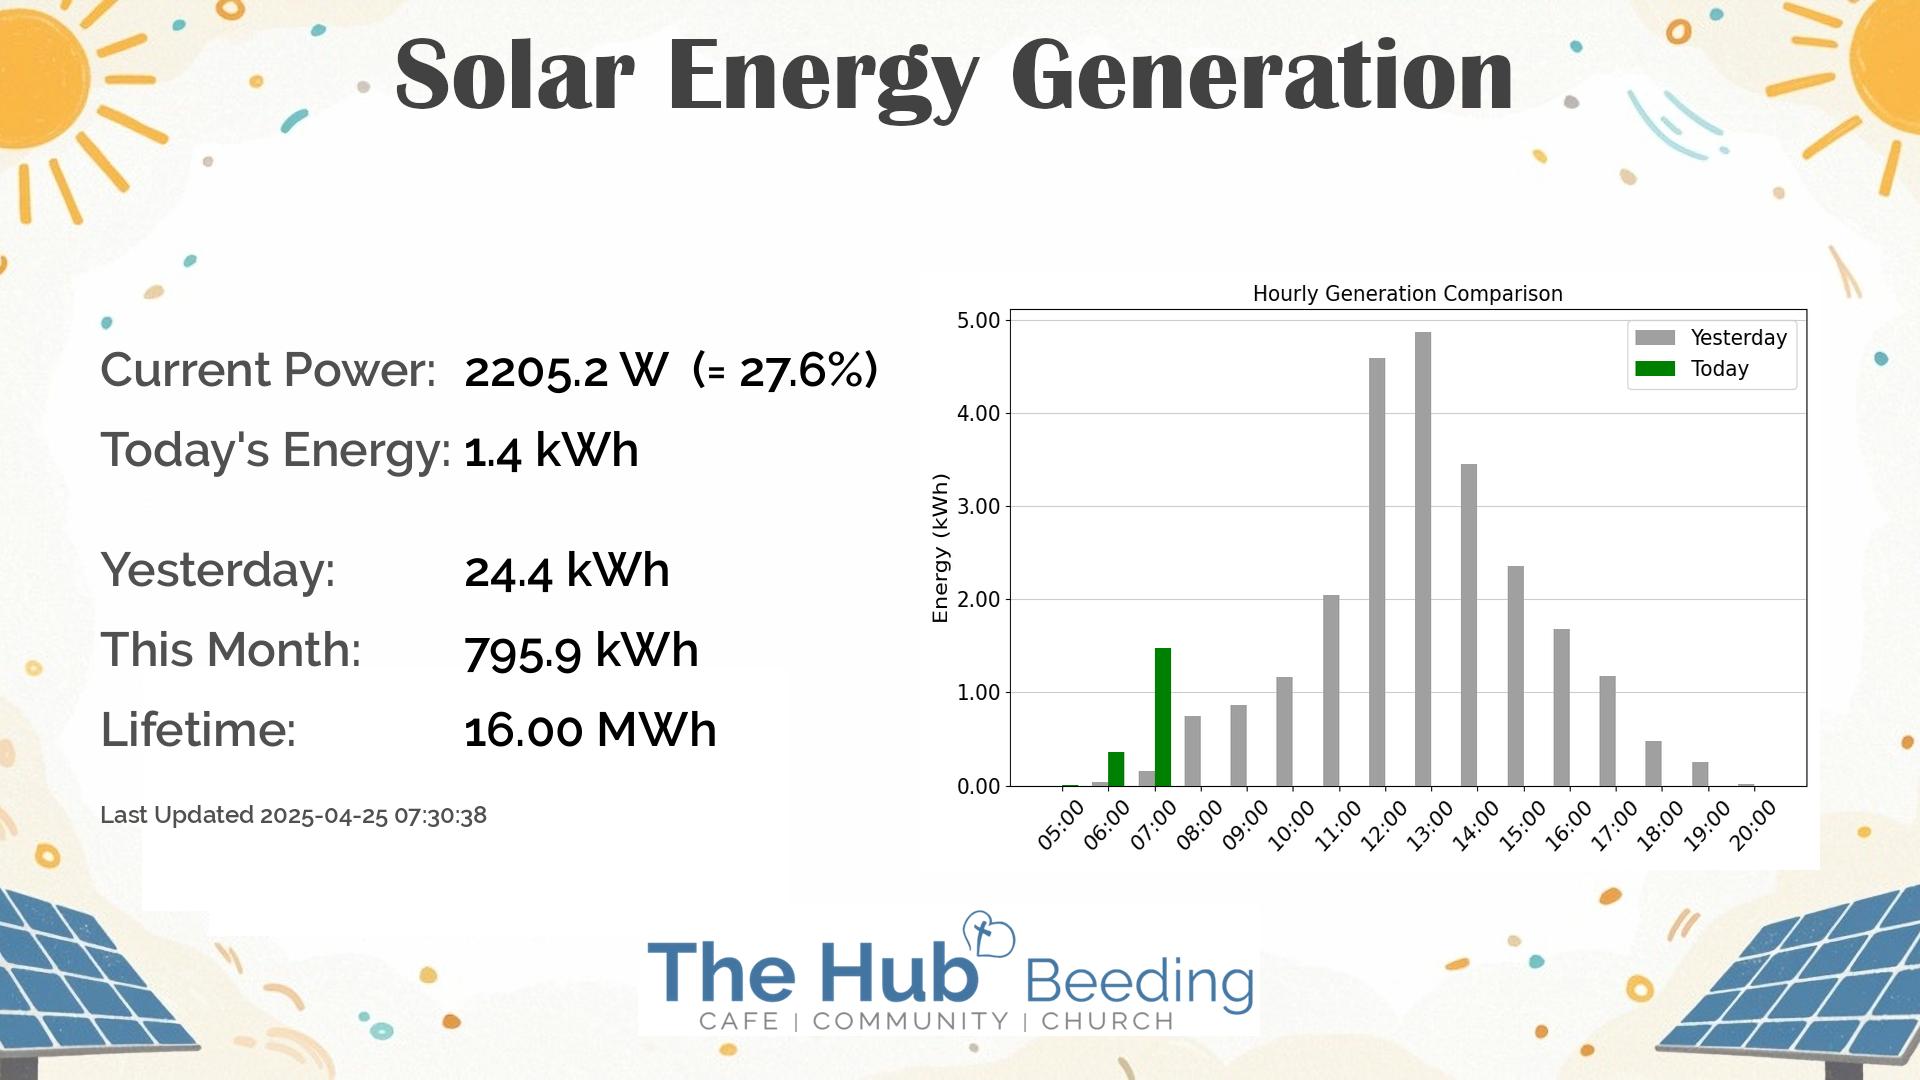 Solar Energy Generation
Current Power: 2205.2 W (= 27.6%)
Today's Energy: 1.4 kWh
Yesterday: 24.4 kWh
This Month: 795.9 kWh
Lifetime: 16.00 MWh
Last Updated 2025-04-25 07:30:38
Hourly Generation Comparison
Yesterday
Today
Energy (kWh)
5.00
4.00
3.00
2.00
1.00
0.00
05:00 06:00 07:00 08:00 09:00 10:00 11:00 12:00 13:00 14:00 15:00 16:00 17:00 18:00 19:00 20:00
The Hub Beeding
CAFE | COMMUNITY | CHURCH